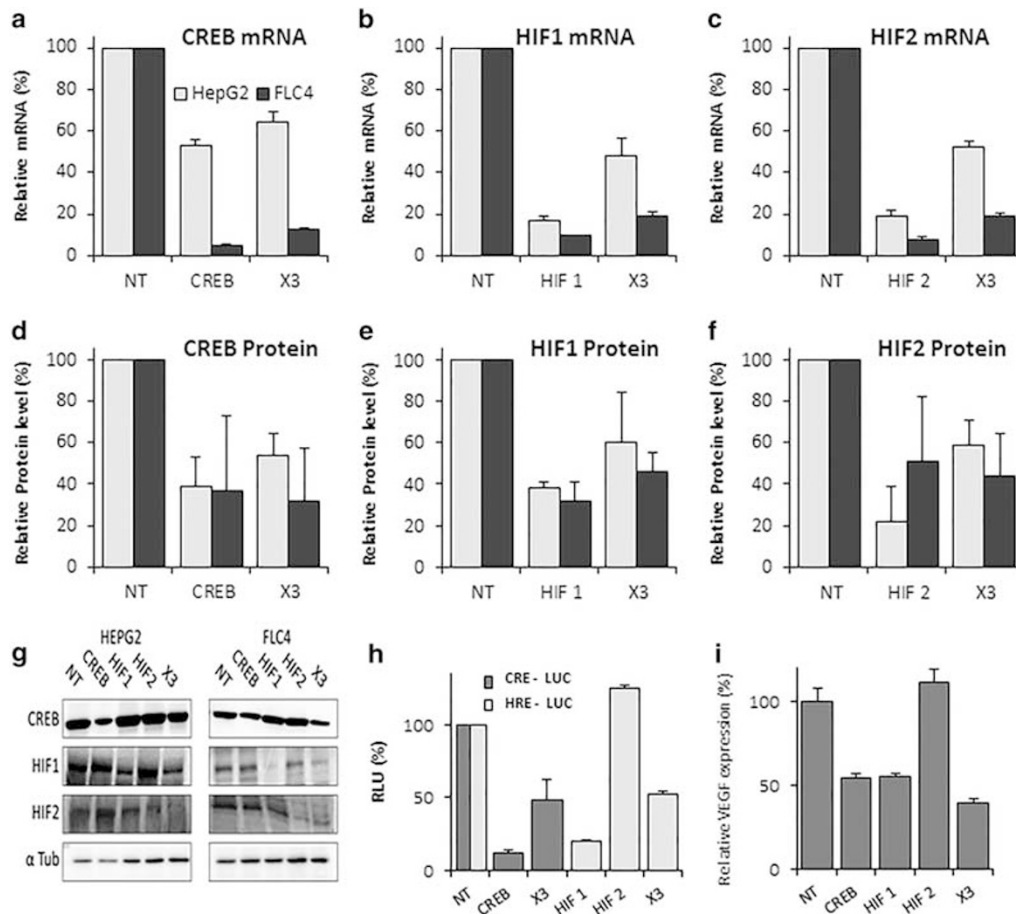 a
CREB mRNA
Relative mRNA (%)
100
80
60
40
20
0
HepG2 FLC4
NT CREB X3
b
HIF1 mRNA
Relative mRNA (%)
100
80
60
40
20
0
NT HIF 1 X3
c
HIF2 mRNA
Relative mRNA (%)
100
80
60
40
20
0
NT HIF 2 X3
d
CREB Protein
Relative Protein level (%)
100
80
60
40
20
0
NT CREB X3
e
HIF1 Protein
Relative Protein level (%)
100
80
60
40
20
0
NT HIF 1 X3
f
HIF2 Protein
Relative Protein level (%)
100
80
60
40
20
0
NT HIF 2 X3
g
HEPG2 FLC4
NT CREB HIF1 HIF2 X3 NT CREB HIF1 HIF2 X3
CREB
HIF1
HIF2
α Tub
h
CRE - LUC
HRE - LUC
RLU (%)
100
50
0
NT CREB X3 HIF 1 HIF 2 X3
i
Relative VEGF expression (%)
100
50
0
NT CREB HIF 1 HIF 2 X3